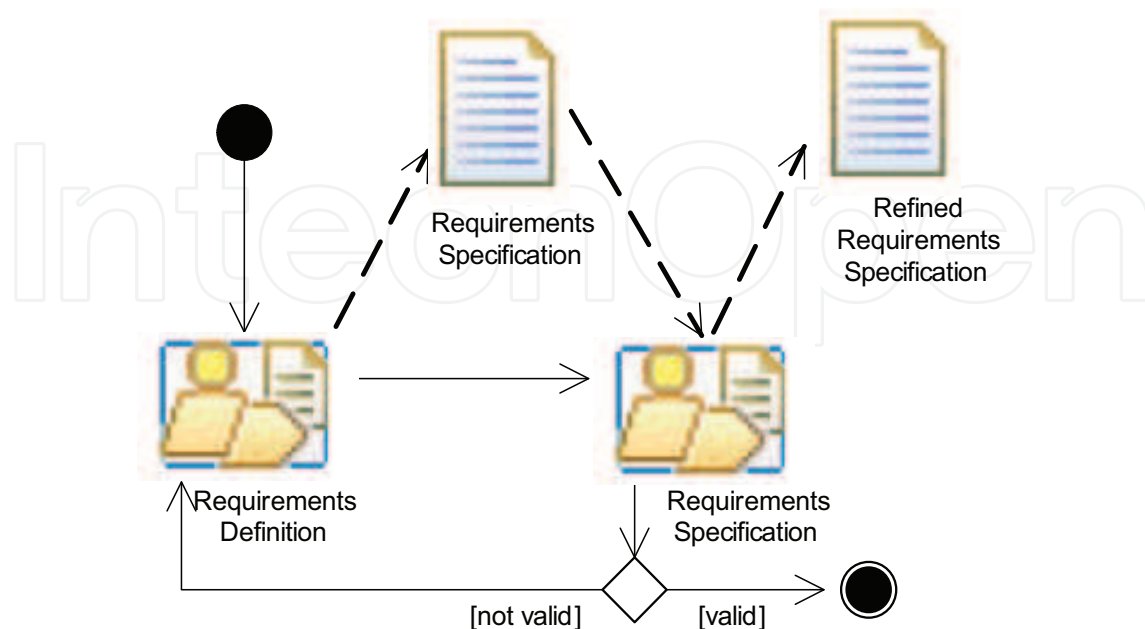 IntechOpen
Requirements
Specification
Refined
Requirements
Specification
Requirements
Definition
Requirements
Specification
[not valid]
[valid]